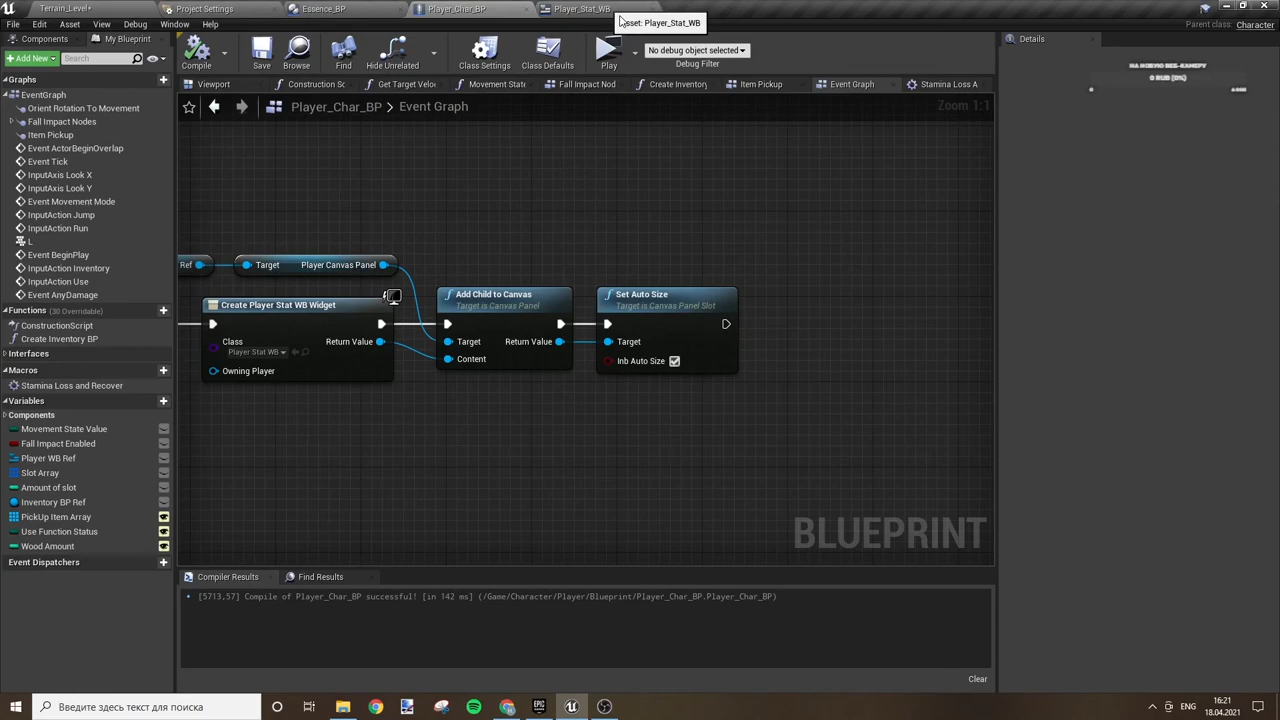 Terrain_Level•
Project Settings
Essence_BP
Player_Char_BP
Player_Stat_WB
Asset: Player_Stat_WB
File
Edit
Asset
View
Debug
Window
Help
Parent class: Character
Components
My Blueprint
Add New
Search
Compile
Save
Browse
Find
Hide Unrelated
Class Settings
Class Defaults
Play
No debug object selected
Debug Filter
Details
НА НОВУЮ ВЕБ-КАМЕРУ
0 RUB (0%)
Viewport
Construction Sc
Get Target Veloc
Movement State
Fall Impact Nod
Create Inventory
Item Pickup
Event Graph
Stamina Loss A
Player_Char_BP
Event Graph
Zoom 1:1
Graphs
EventGraph
Orient Rotation To Movement
Fall Impact Nodes
Item Pickup
Event ActorBeginOverlap
Event Tick
InputAxis Look X
InputAxis Look Y
Event Movement Mode
InputAction Jump
InputAction Run
L
Event BeginPlay
InputAction Inventory
InputAction Use
Event AnyDamage
Functions (30 Overridable)
ConstructionScript
Create Inventory BP
Interfaces
Macros
Stamina Loss and Recover
Variables
Components
Movement State Value
Fall Impact Enabled
Player WB Ref
Slot Array
Amount of slot
Inventory BP Ref
PickUp Item Array
Use Function Status
Wood Amount
Event Dispatchers
Ref
Target
Player Canvas Panel
Create Player Stat WB Widget
Class
Player Stat WB
Return Value
Owning Player
Add Child to Canvas
Target is Canvas Panel
Target
Return Value
Content
Set Auto Size
Target is Canvas Panel Slot
Target
Inb Auto Size
BLUEPRINT
Compiler Results
Find Results
[5713,57] Compile of Player_Char_BP successful! [in 142 ms] (/Game/Character/Player/Blueprint/Player_Char_BP.Player_Char_BP)
Clear
Введите здесь текст для поиска
ENG
16:21
18.04.2021